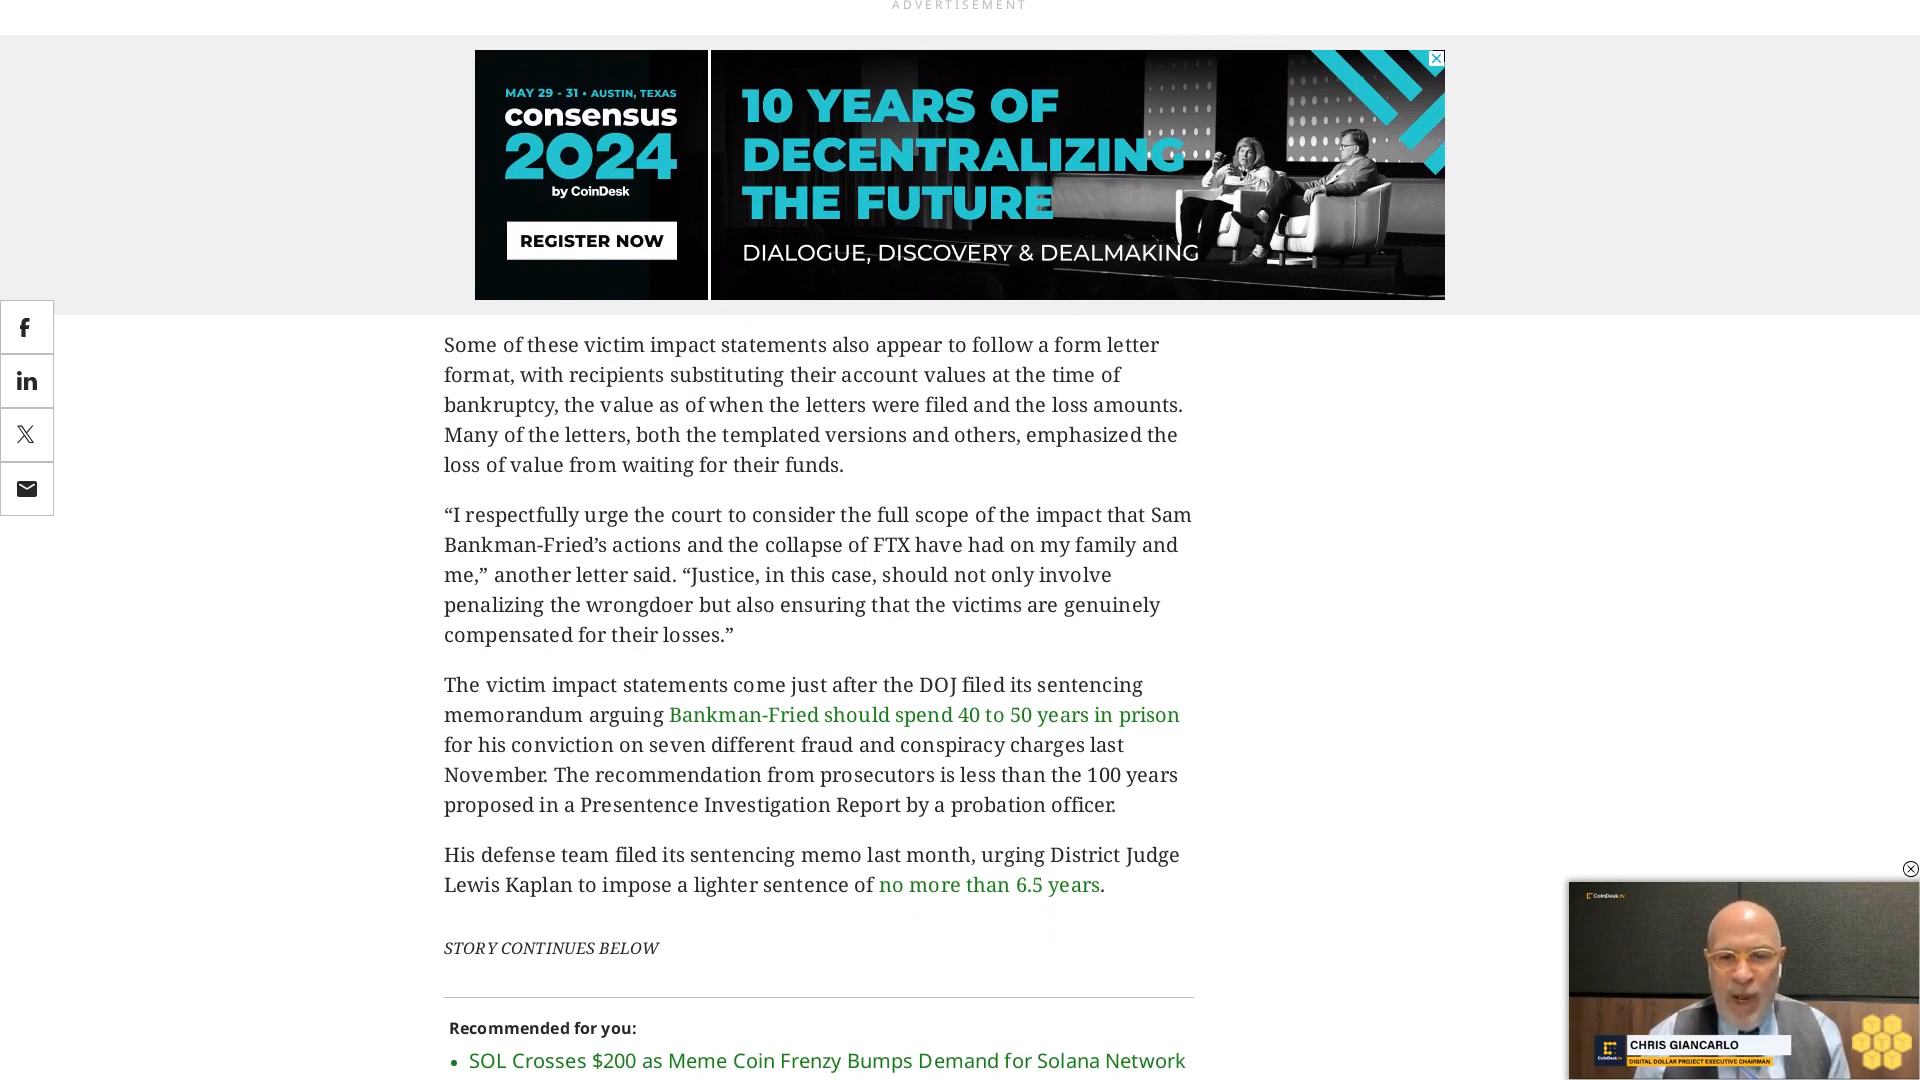 ADVERTISEMENT
MAY 29 - 31 • AUSTIN, TEXAS
consensus
2024
by CoinDesk
REGISTER NOW
10 YEARS OF
DECENTRALIZING
THE FUTURE
DIALOGUE, DISCOVERY & DEALMAKING
Some of these victim impact statements also appear to follow a form letter
format, with recipients substituting their account values at the time of
bankruptcy, the value as of when the letters were filed and the loss amounts.
Many of the letters, both the templated versions and others, emphasized the
loss of value from waiting for their funds.
“I respectfully urge the court to consider the full scope of the impact that Sam
Bankman-Fried’s actions and the collapse of FTX have had on my family and
me,” another letter said. “Justice, in this case, should not only involve
penalizing the wrongdoer but also ensuring that the victims are genuinely
compensated for their losses.”
The victim impact statements come just after the DOJ filed its sentencing
memorandum arguing Bankman-Fried should spend 40 to 50 years in prison
for his conviction on seven different fraud and conspiracy charges last
November. The recommendation from prosecutors is less than the 100 years
proposed in a Presentence Investigation Report by a probation officer.
His defense team filed its sentencing memo last month, urging District Judge
Lewis Kaplan to impose a lighter sentence of no more than 6.5 years.
STORY CONTINUES BELOW
Recommended for you:
• SOL Crosses $200 as Meme Coin Frenzy Bumps Demand for Solana Network
CoinDesk.tv
CHRIS GIANCARLO
DIGITAL DOLLAR PROJECT EXECUTIVE CHAIRMAN
CoinDesk.tv